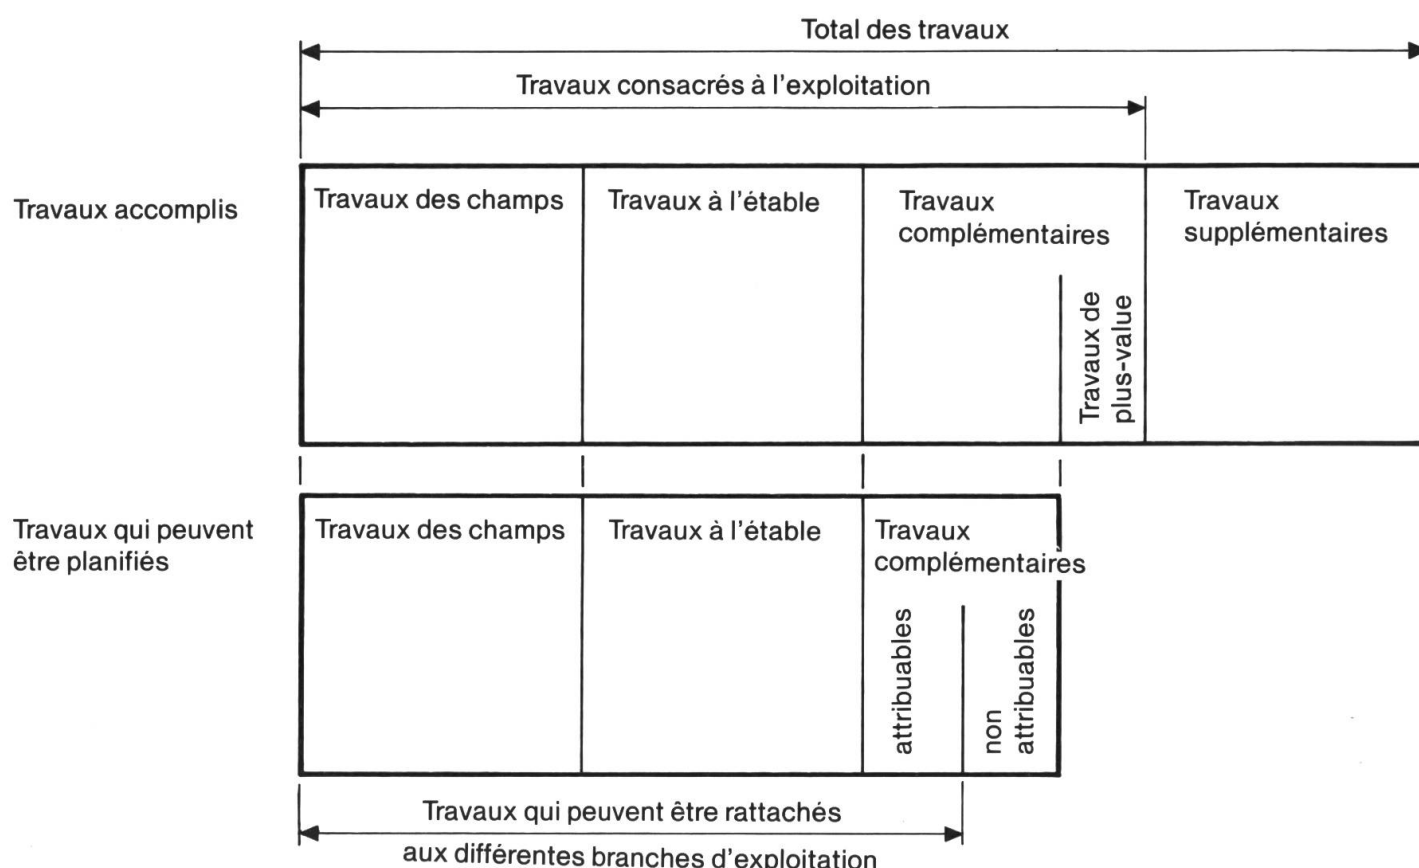 Total des travaux
Travaux consacrés à l'exploitation
Travaux accomplis
Travaux des champs
Travaux à l'étable
Travaux
complémentaires
Travaux de
plus-value
Travaux
supplémentaires
Travaux qui peuvent
être planifiés
Travaux des champs
Travaux à l'étable
Travaux
complémentaires
attribuables
non
attribuables
Travaux qui peuvent être rattachés
aux différentes branches d'exploitation